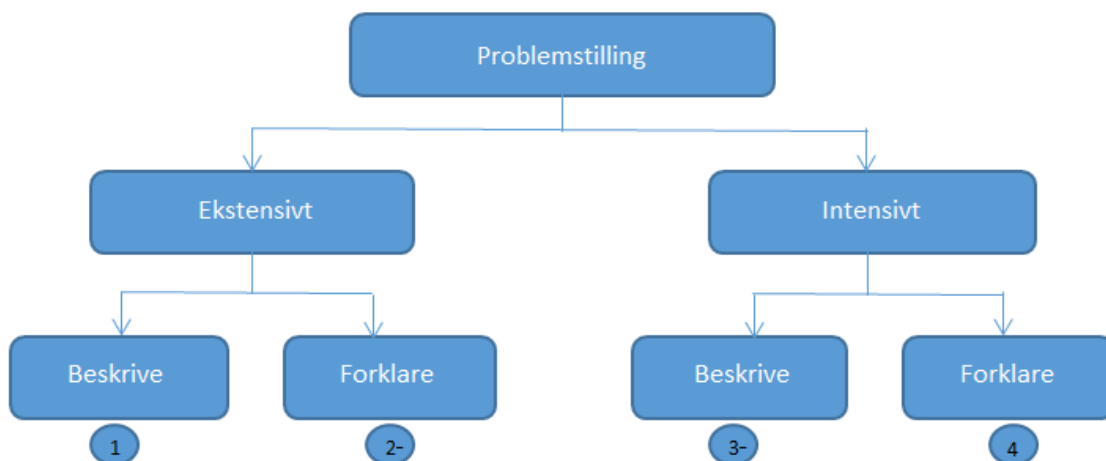 Problemstilling
Ekstensivt
Intensivt
Beskrive
Forklare
Beskrive
Forklare
1
2-
3-
4